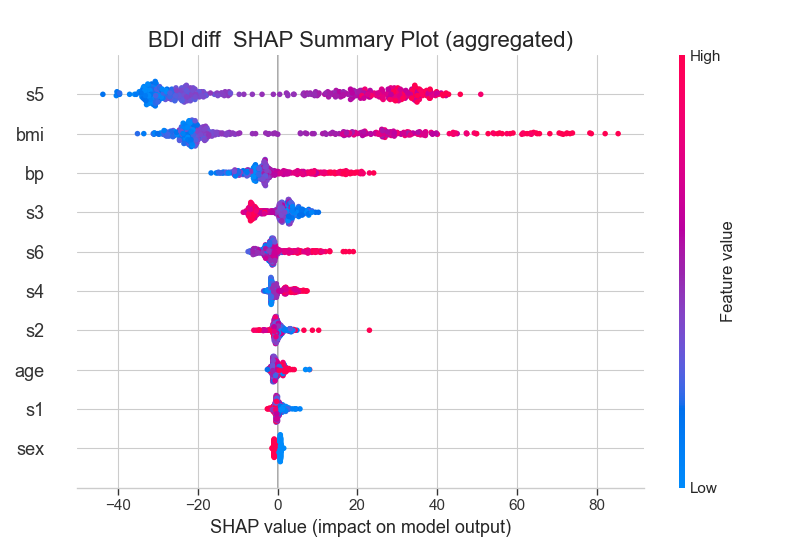 BDI diff  SHAP Summary Plot (aggregated)
High
s5
bmi
bp
s3
s6
s4
s2
age
s1
sex
Feature value
Low
−40 −20 0 20 40 60 80
SHAP value (impact on model output)